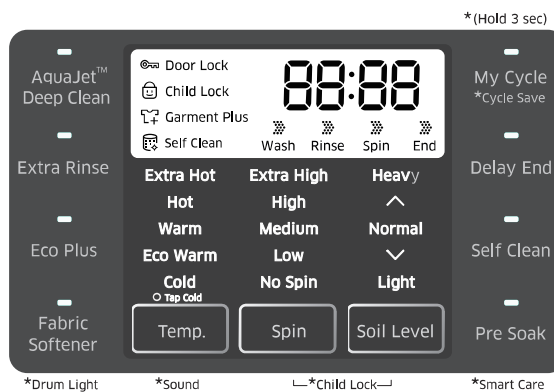 *(Hold 3 sec)
AquaJet™
Deep Clean
Extra Rinse
Eco Plus
Fabric
Softener
Door Lock
Child Lock
Garment Plus
Self Clean
88:88
Wash Rinse Spin End
Extra Hot Extra High Heavy
Hot High
Warm Medium Normal
Eco Warm Low
Cold No Spin Light
Tap Cold
Temp. Spin Soil Level
My Cycle
*Cycle Save
Delay End
Self Clean
Pre Soak
*Drum Light *Sound *Child Lock *Smart Care